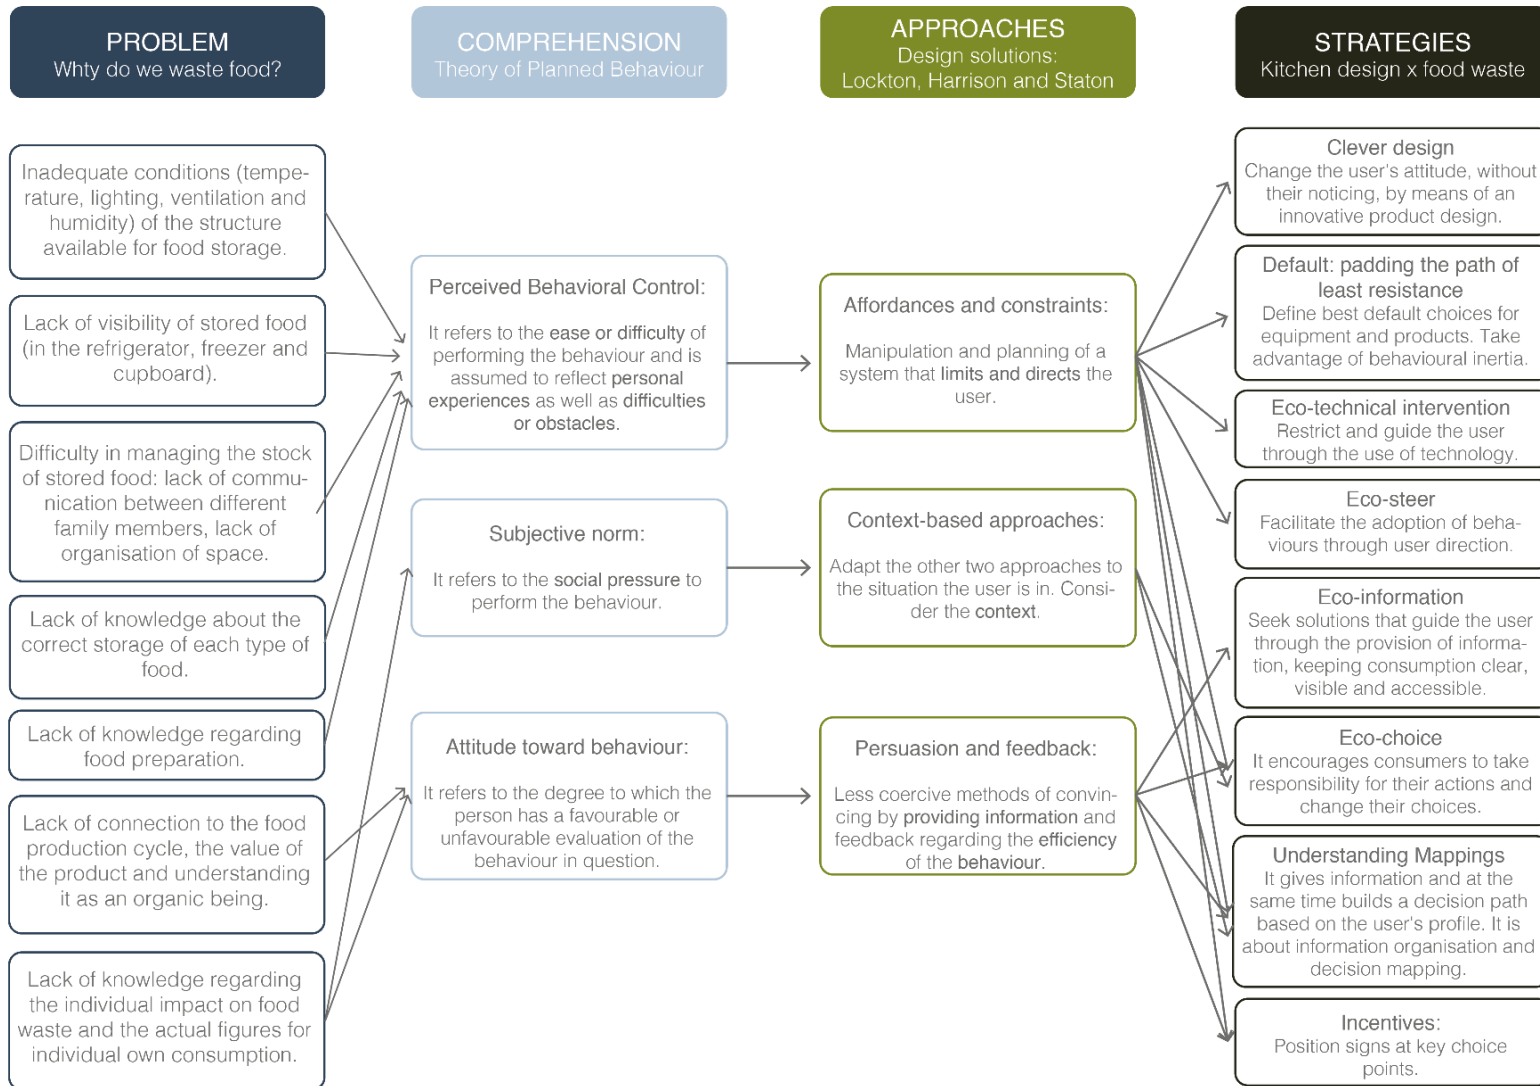 PROBLEM
Whty do we waste food?
Inadequate conditions (tempe-
rature, lighting, ventilation and
humidity) of the structure
available for food storage.
Lack of visibility of stored food
(in the refrigerator, freezer and
cupboard).
Difficulty in managing the stock
of stored food: lack of commu-
nication between different
family members, lack of
organisation of space.
Lack of knowledge about the
correct storage of each type of
food.
Lack of knowledge regarding
food preparation.
Lack of connection to the food
production cycle, the value of
the product and understanding
it as an organic being.
Lack of knowledge regarding
the individual impact on food
waste and the actual figures for
individual own consumption.
COMPREHENSION
Theory of Planned Behaviour
Perceived Behavioral Control:
It refers to the ease or difficulty of
performing the behaviour and is
assumed to reflect personal
experiences as well as difficulties
or obstacles.
Subjective norm:
It refers to the social pressure to
perform the behaviour.
Attitude toward behaviour:
It refers to the degree to which the
person has a favourable or
unfavourable evaluation of the
behaviour in question.
APPROACHES
Design solutions:
Lockton, Harrison and Staton
Affordances and constraints:
Manipulation and planning of a
system that limits and directs the
user.
Context-based approaches:
Adapt the other two approaches to
the situation the user is in. Consi-
der the context.
Persuasion and feedback:
Less coercive methods of convin-
cing by providing information and
feedback regarding the efficiency
of the behaviour.
STRATEGIES
Kitchen design x food waste
Clever design
Change the user's attitude, without
their noticing, by means of an
innovative product design.
Default: padding the path of
least resistance
Define best default choices for
equipment and products. Take
advantage of behavioural inertia.
Eco-technical intervention
Restrict and guide the user
through the use of technology.
Eco-steer
Facilitate the adoption of beha-
viours through user direction.
Eco-information
Seek solutions that guide the user
through the provision of informa-
tion, keeping consumption clear,
visible and accessible.
Eco-choice
It encourages consumers to take
responsibility for their actions and
change their choices.
Understanding Mappings
It gives information and at the
same time builds a decision path
based on the user's profile. It is
about information organisation and
decision mapping.
Incentives:
Position signs at key choice
points.